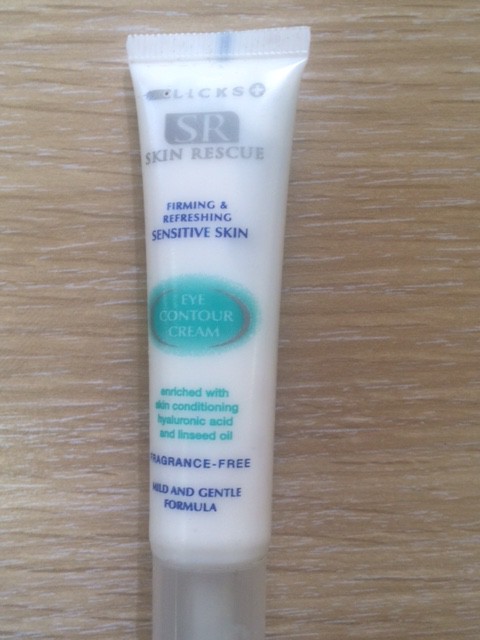 CLICKS
SR
SKIN RESCUE
FIRMING &
REFRESHING
SENSITIVE SKIN
EYE
CONTOUR
CREAM
enriched with
skin conditioning
hyaluronic acid
and linseed oil
FRAGRANCE-FREE
MILD AND GENTLE
FORMULA